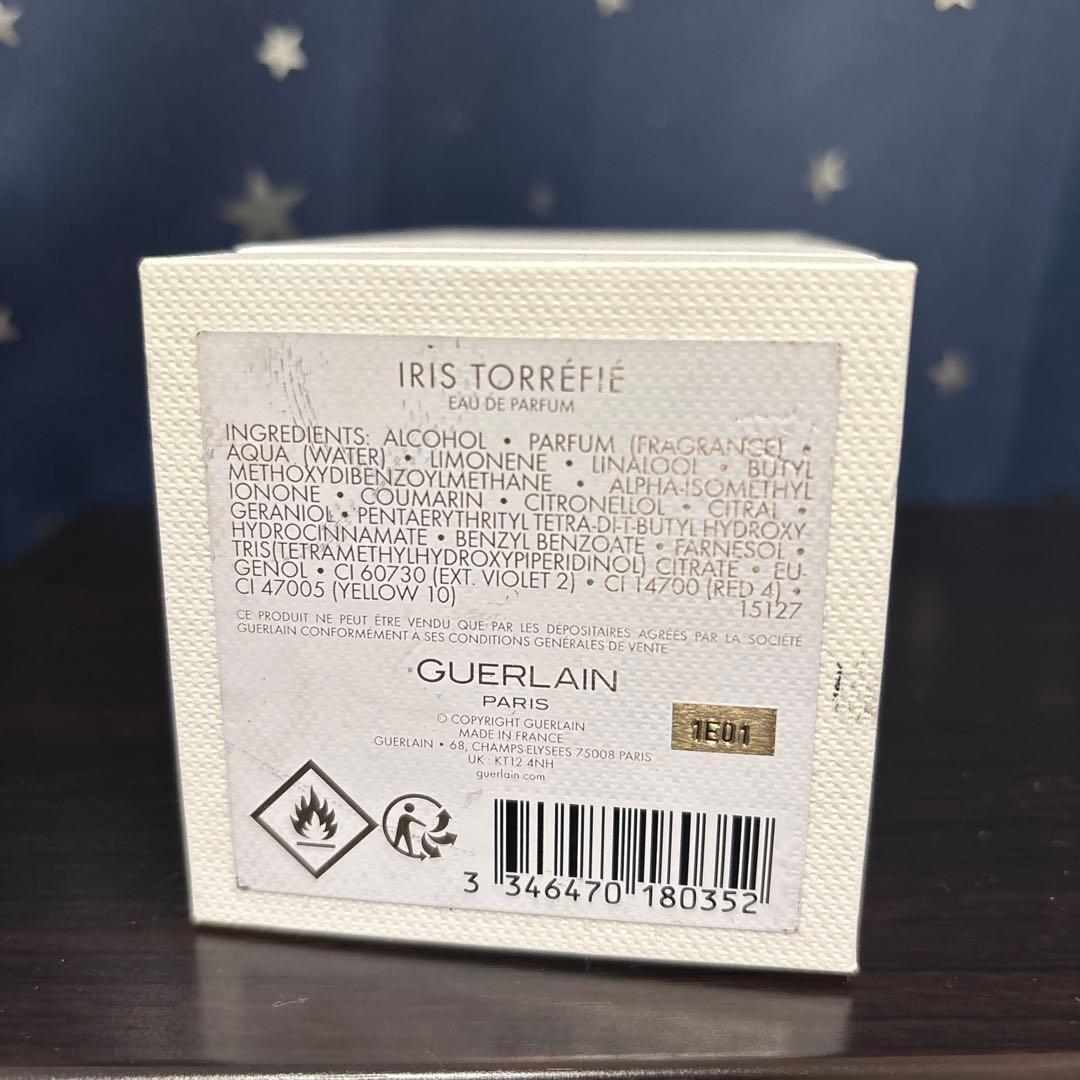 IRIS TORRÉFIÉ
EAU DE PARFUM
INGREDIENTS: ALCOHOL • PARFUM (FRAGRANCE) •
AQUA (WATER) • LIMONENE • LINALOOL • BUTYL
METHOXYDIBENZOYLMETHANE • ALPHA-ISOMETHYL
IONONE • COUMARIN • CITRONELLOL • CITRAL •
GERANIOL • PENTAERYTHRITYL TETRA-DI-T-BUTYL HYDROXY-
HYDROCINNAMATE • BENZYL BENZOATE • FARNESOL •
TRIS(TETRAMETHYLHYDROXYPIPERIDINOL) CITRATE • EU-
GENOL • CI 60730 (EXT. VIOLET 2) • CI 14700 (RED 4) •
CI 47005 (YELLOW 10) 15127
CE PRODUIT NE PEUT ÊTRE VENDU QUE PAR LES DÉPOSITAIRES AGRÉÉS PAR LA SOCIÉTÉ
GUERLAIN CONFORMÉMENT A SES CONDITIONS GÉNÉRALES DE VENTE
GUERLAIN
PARIS
© COPYRIGHT GUERLAIN
MADE IN FRANCE
GUERLAIN • 68, CHAMPS-ELYSEES 75008 PARIS
UK : KT12 4NH
guerlain.com
1E01
3 346470 180352